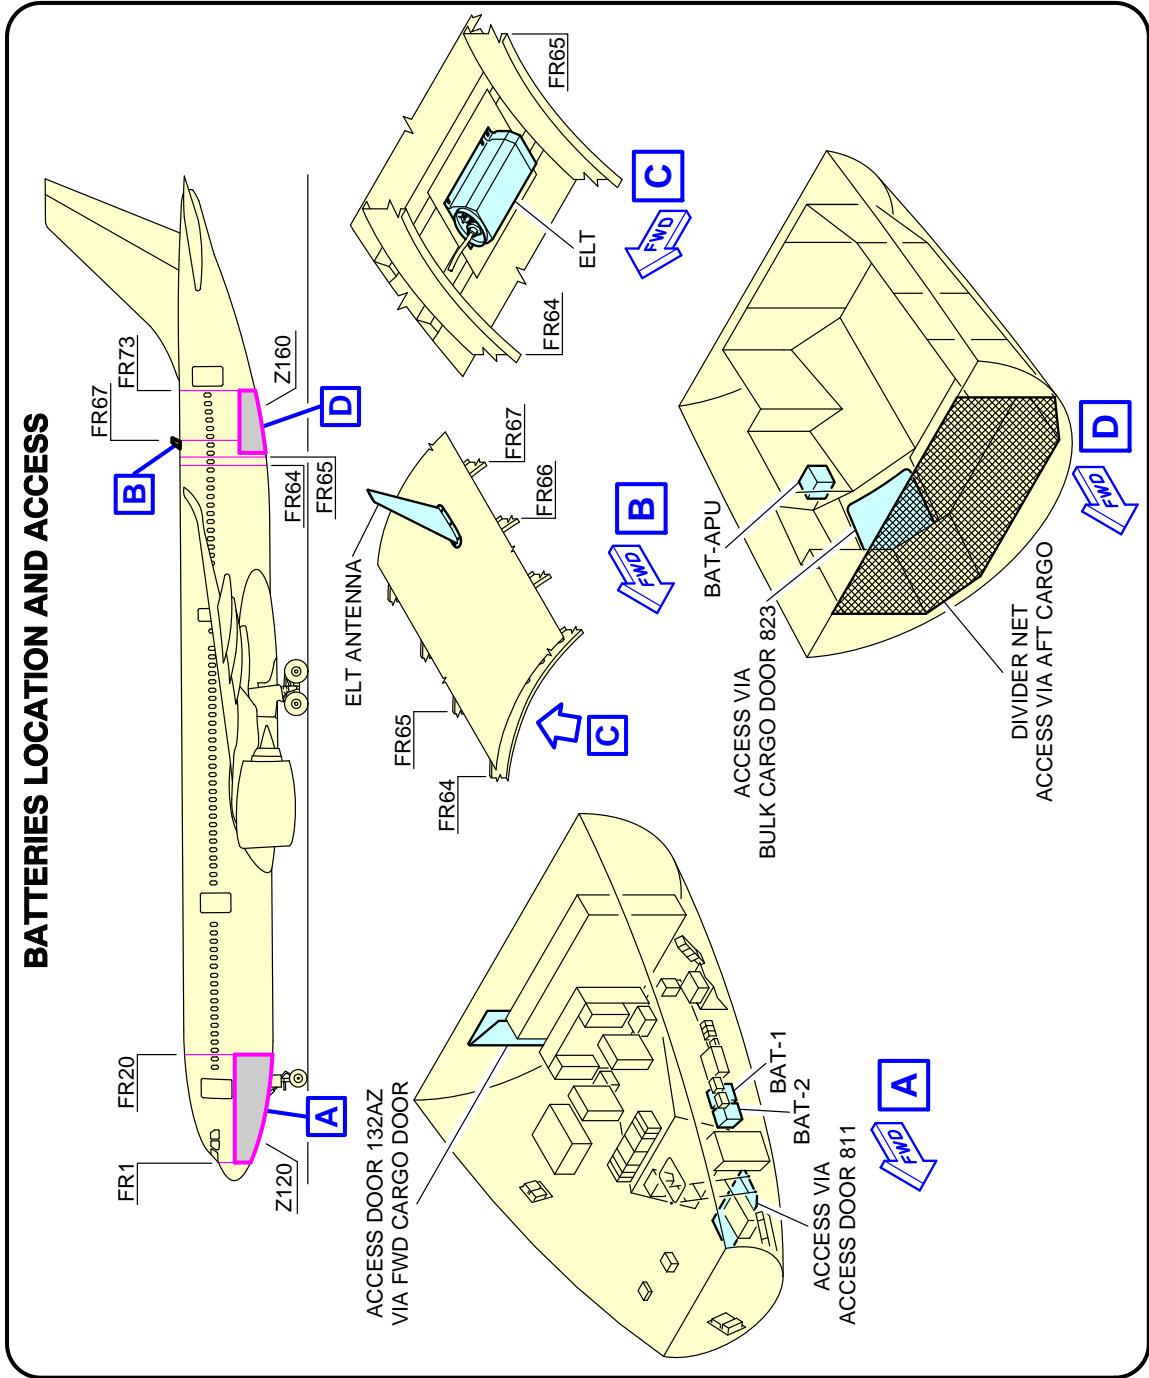 BATTERIES LOCATION AND ACCESS
FR1
FR20
FR67
FR73
B
A
Z120
FR64
FR65
D
Z160
ACCESS DOOR 132AZ
VIA FWD CARGO DOOR
BAT-1
BAT-2
ACCESS VIA
ACCESS DOOR 811
FWD
A
ELT ANTENNA
FR64
FR65
FR66
FR67
C
FWD
B
FR64
FR65
ELT
FWD
C
BAT-APU
ACCESS VIA
BULK CARGO DOOR 823
DIVIDER NET
ACCESS VIA AFT CARGO
FWD
D